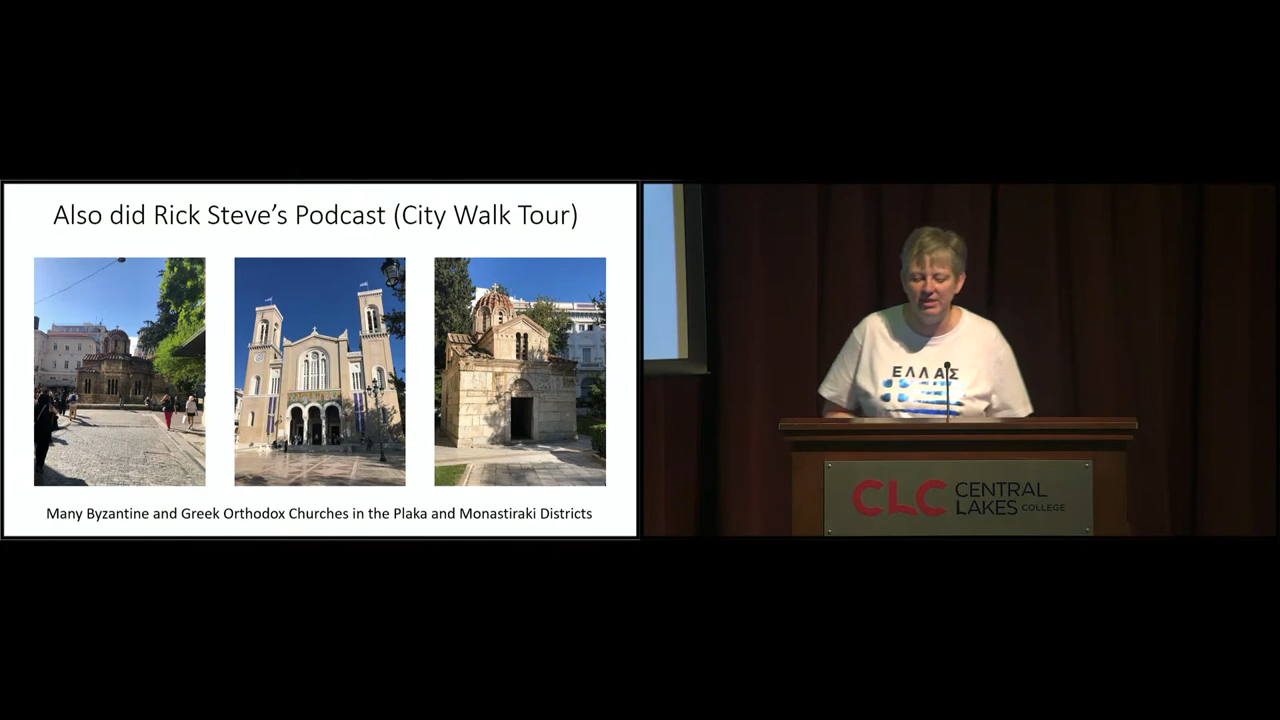 Also did Rick Steve’s Podcast (City Walk Tour)
Many Byzantine and Greek Orthodox Churches in the Plaka and Monastiraki Districts
ΕΛΛΑΣ
CLC CENTRAL
LAKES COLLEGE